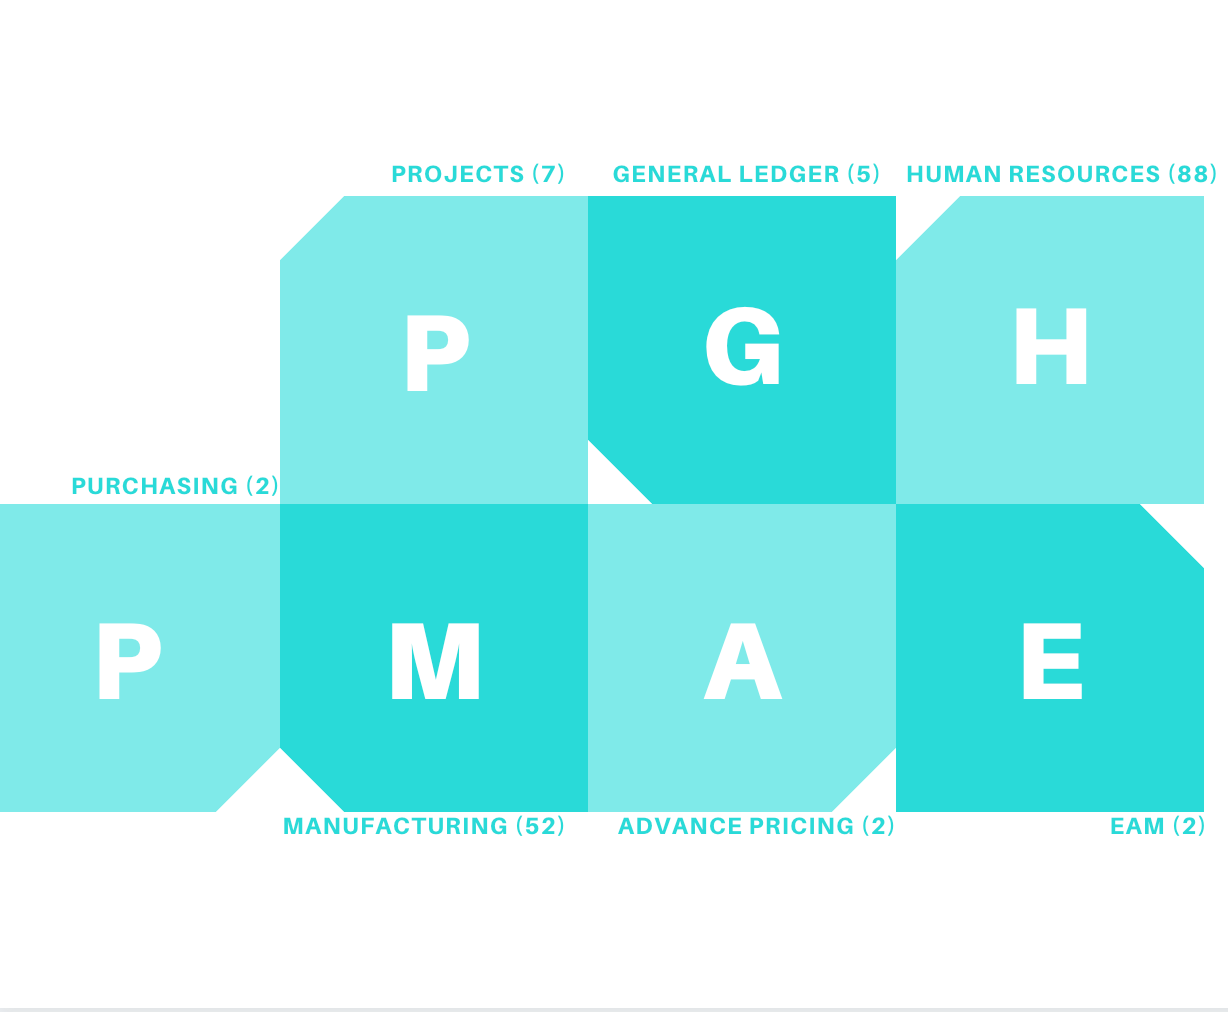 PROJECTS (7)
GENERAL LEDGER (5)
HUMAN RESOURCES (88)
P
G
H
PURCHASING (2)
P
M
A
E
MANUFACTURING (52)
ADVANCE PRICING (2)
EAM (2)